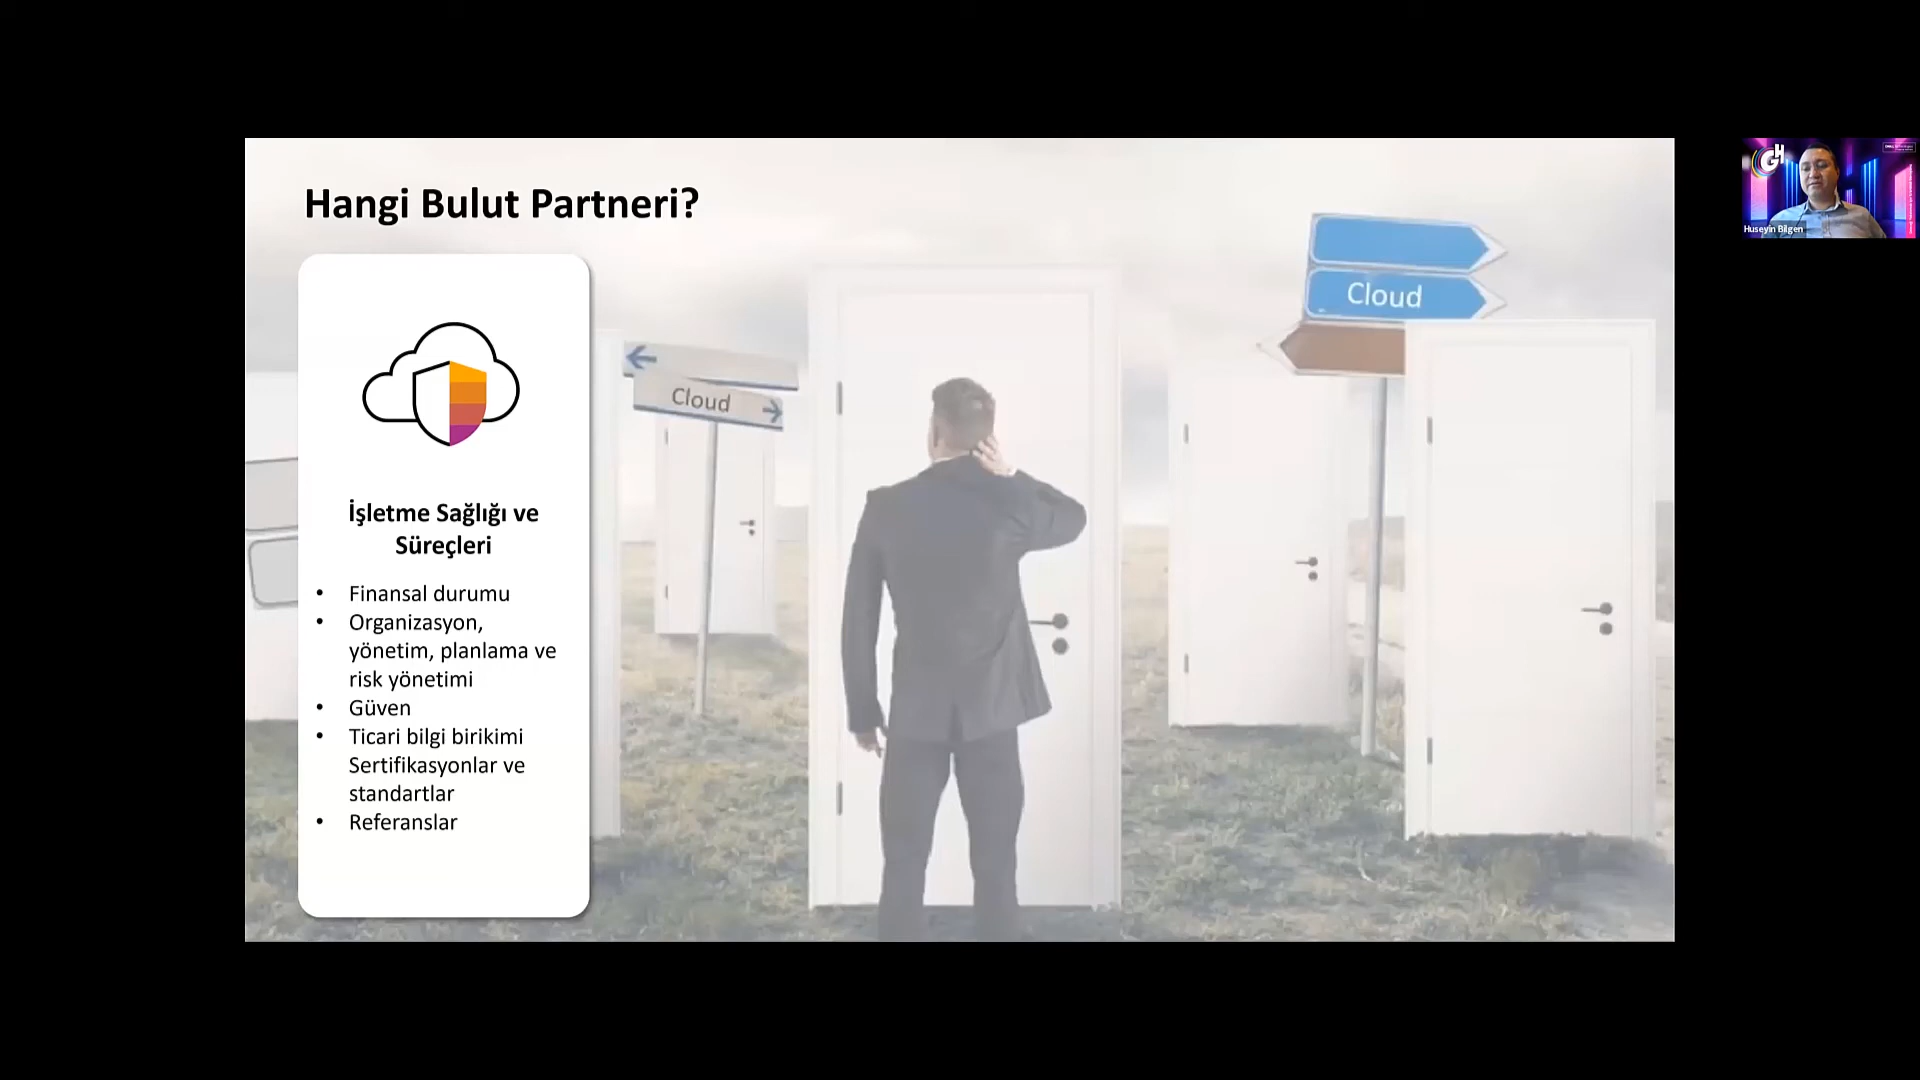 Hangi Bulut Partneri?
Cloud
Cloud
İşletme Sağlığı ve
Süreçleri
• Finansal durumu
• Organizasyon,
yönetim, planlama ve
risk yönetimi
• Güven
• Ticari bilgi birikimi
Sertifikasyonlar ve
standartlar
• Referanslar
GH
Huseyin Bilgen